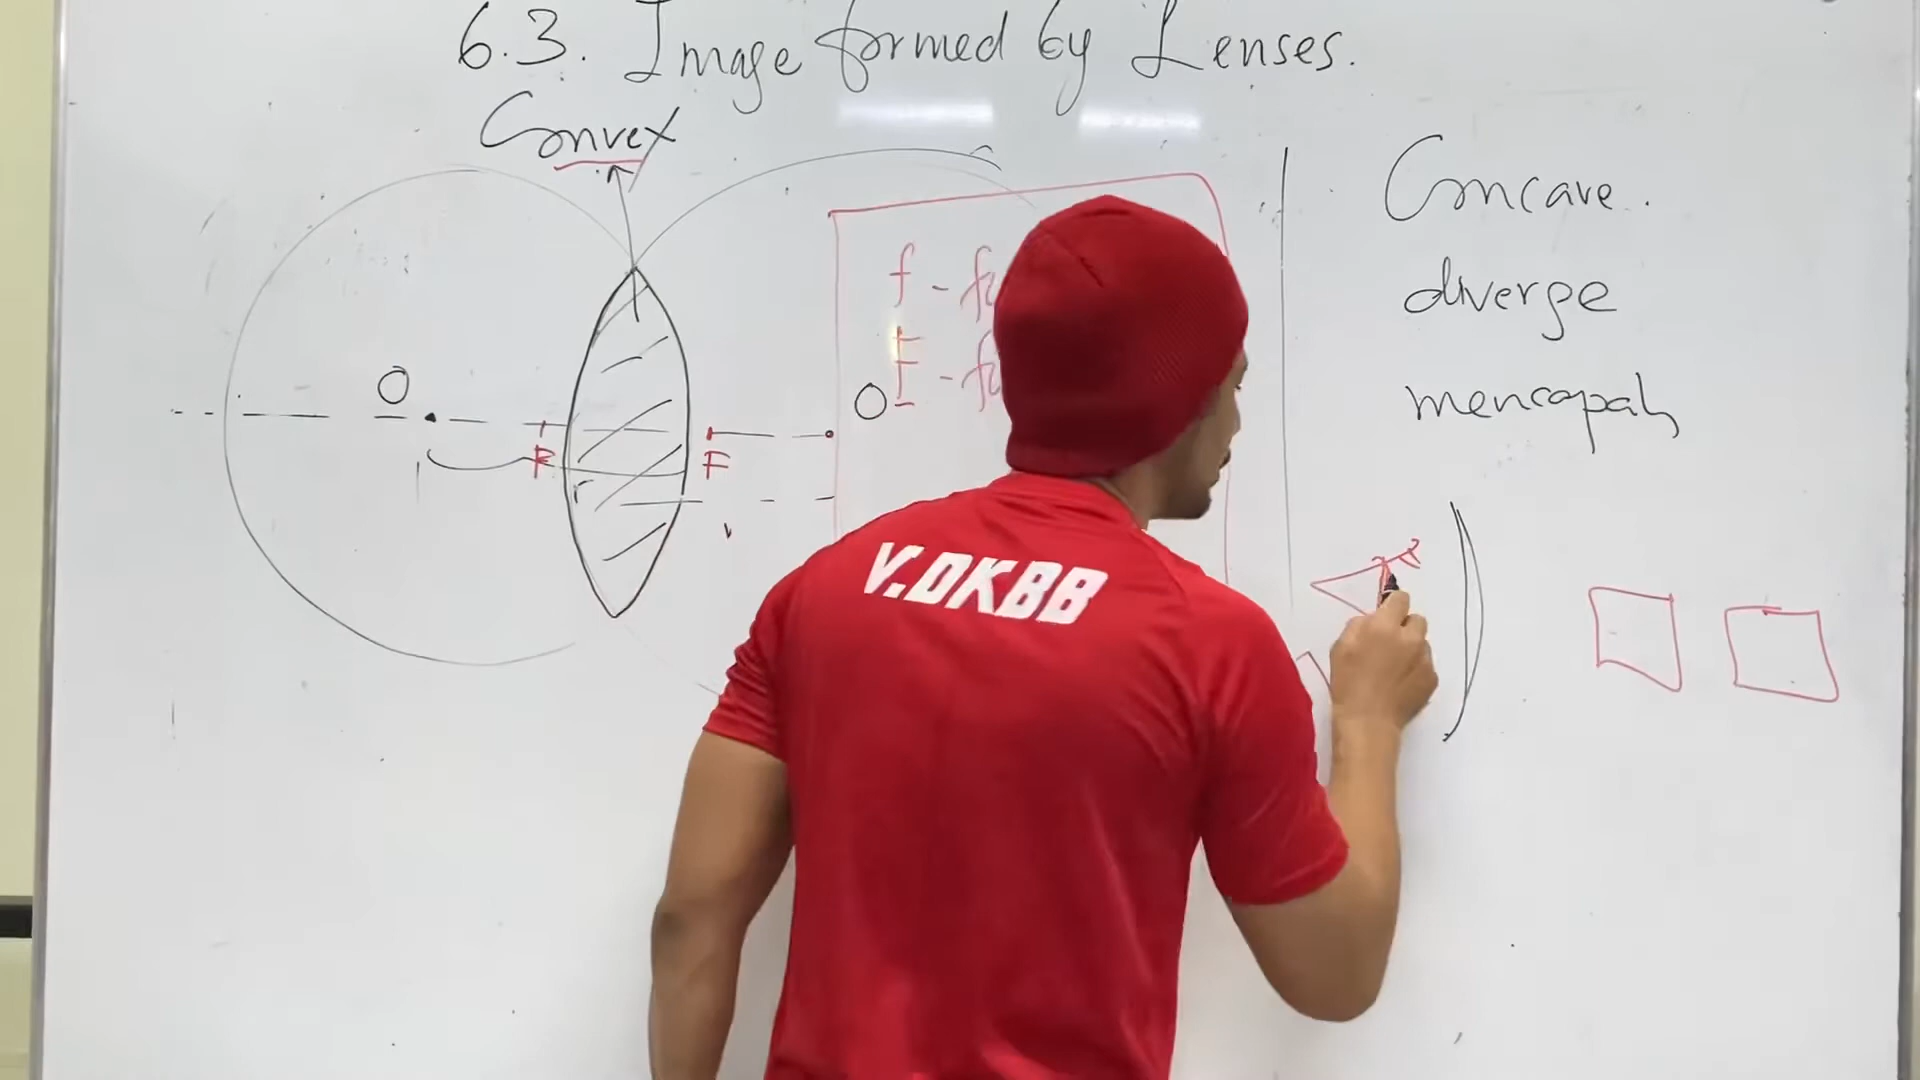 6.3. Image formed by Lenses.
Convex
Concave.
diverge
mencapah
f -
F -
O
O
F
F
r
V.DKBB